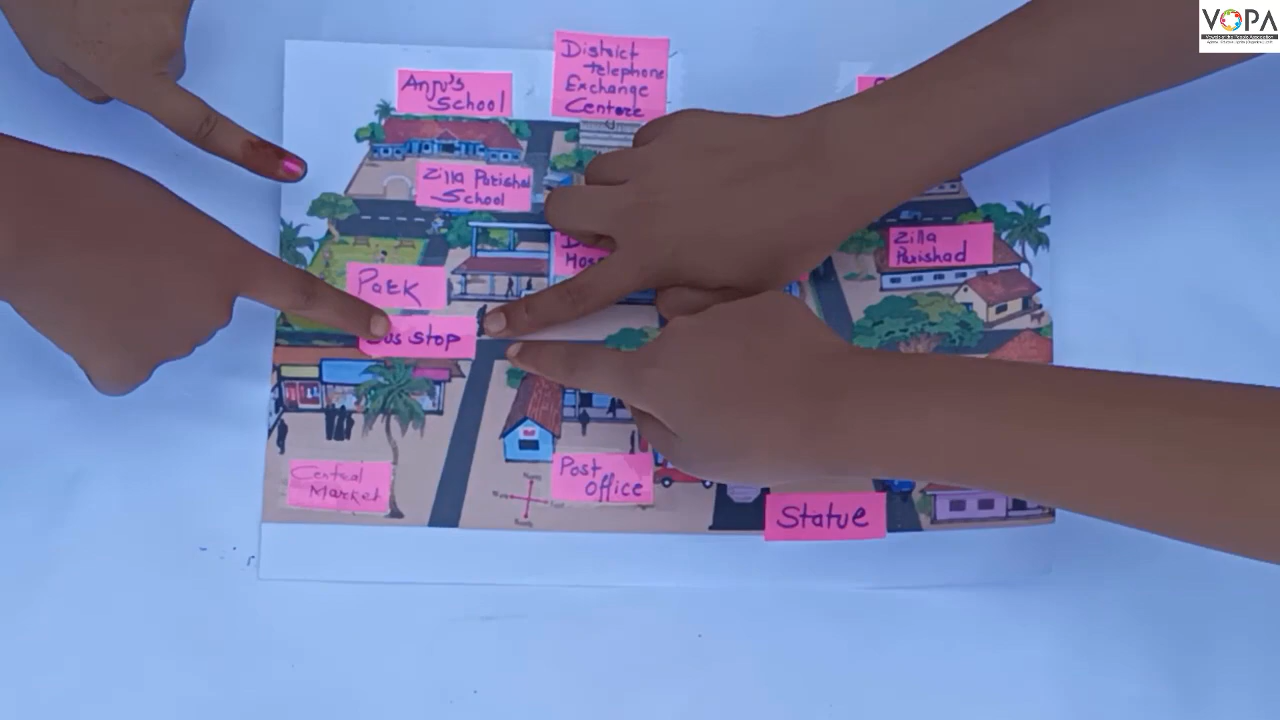 VOPA
District
telephone
Exchange
Centore
Anju's
School
Zilla Parishad
School
Zilla
Parishad
Park
Bus Stop
Central
Market
Post
Office
Statue